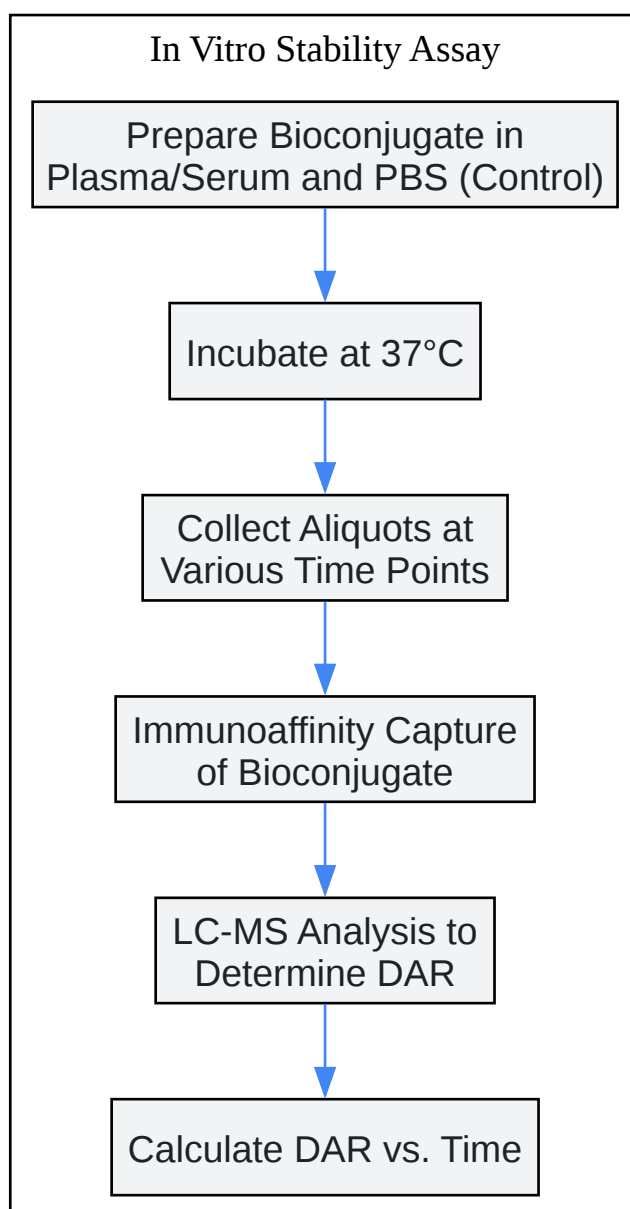 In Vitro Stability Assay
Prepare Bioconjugate in
Plasma/Serum and PBS (Control)
Incubate at 37°C
Collect Aliquots at
Various Time Points
Immunoaffinity Capture
of Bioconjugate
LC-MS Analysis to
Determine DAR
Calculate DAR vs. Time